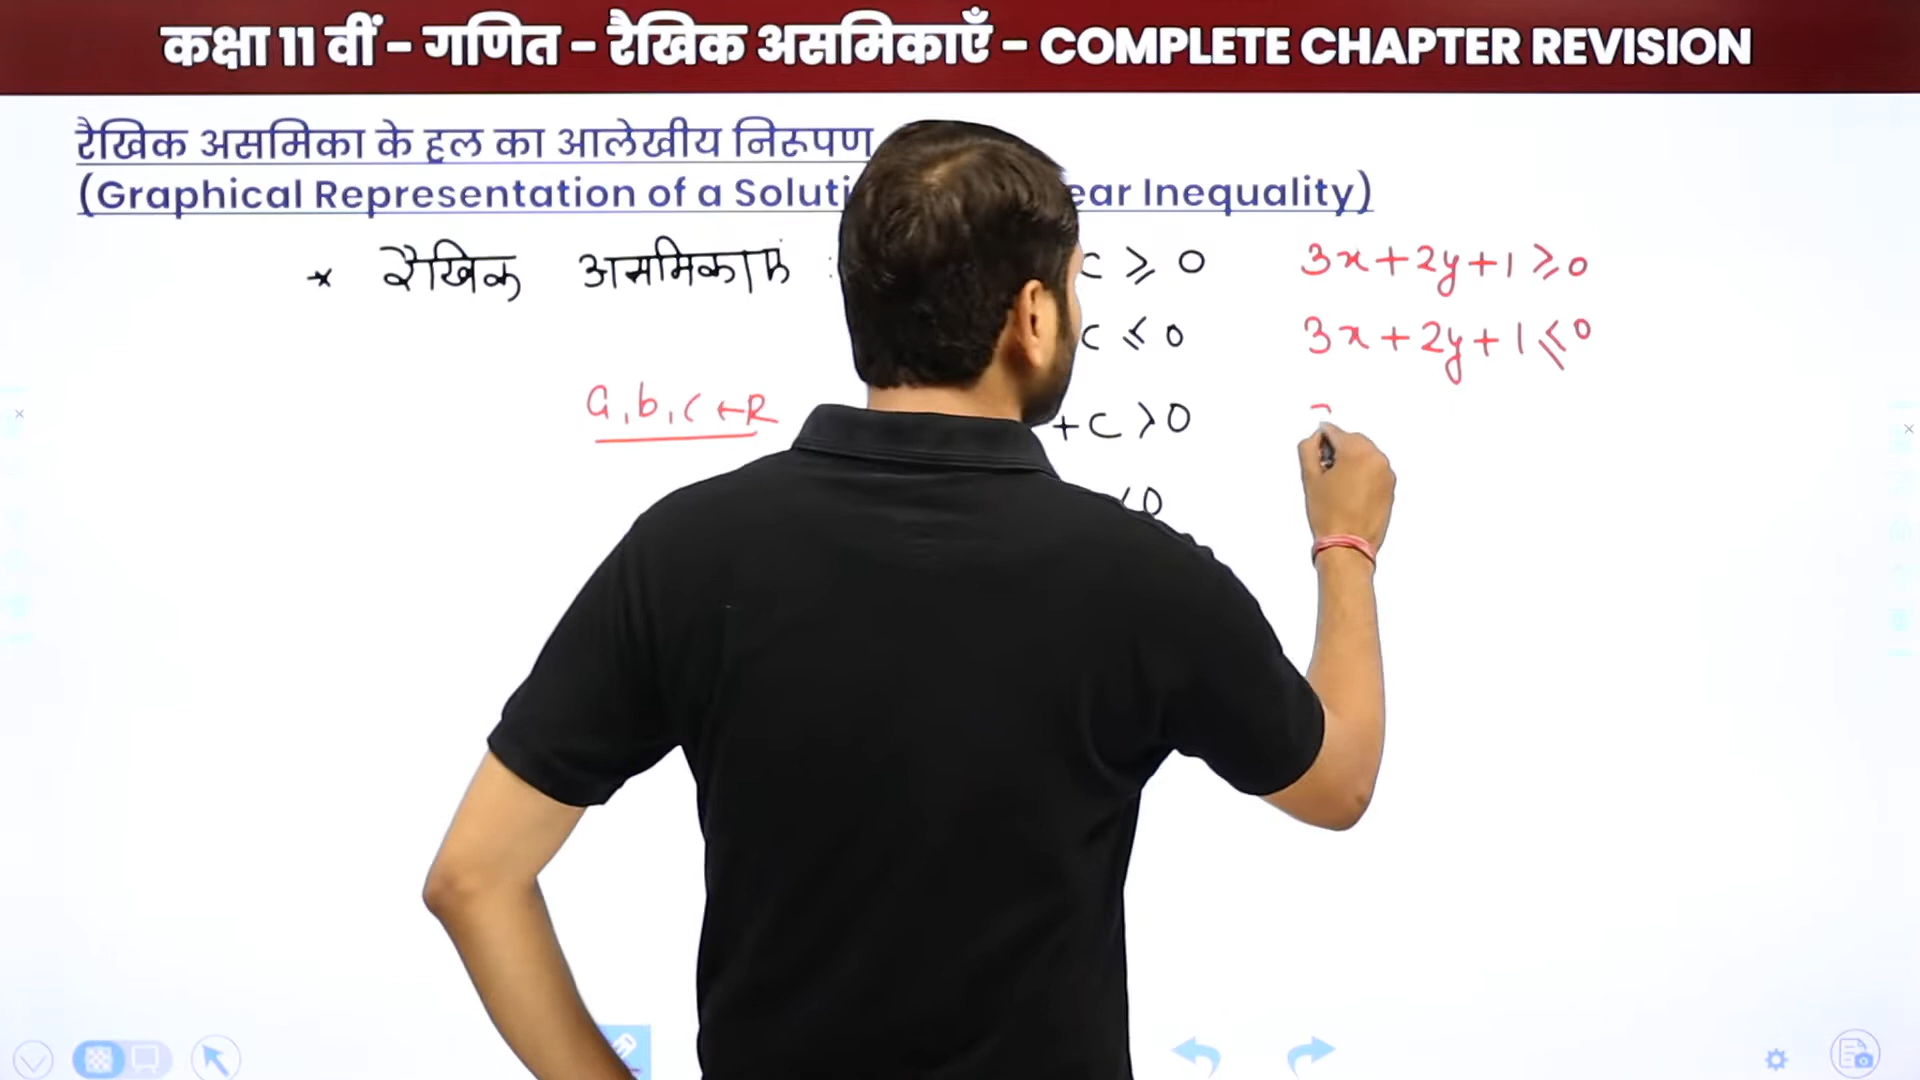 कक्षा 11 वीं - गणित - रैखिक असमिकाएँ - COMPLETE CHAPTER REVISION
रैखिक असमिका के हल का आलेखीय निरूपण
(Graphical Representation of a Soluti ear Inequality)
* रैखिक असमिकाएं : c ⩾ 0 3x+2y+1 ⩾ 0
c ⩽ 0 3x+2y+1 ⩽ 0
a, b, c ← R +c > 0
< 0